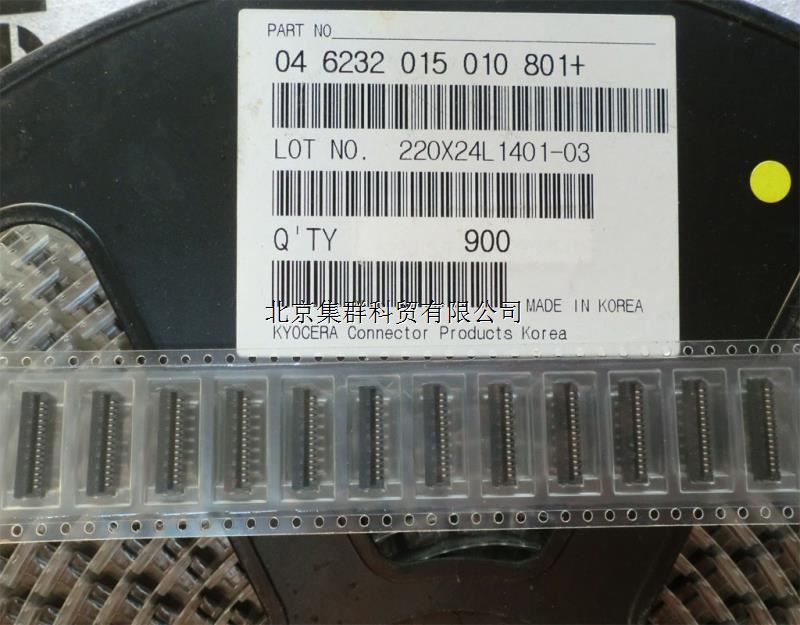 PART NO
04 6232 015 010 801+
LOT NO. 220X24L1401-03
Q'TY 900
北京集群科贸有限公司
MADE IN KOREA
KYOCERA Connector Products Korea